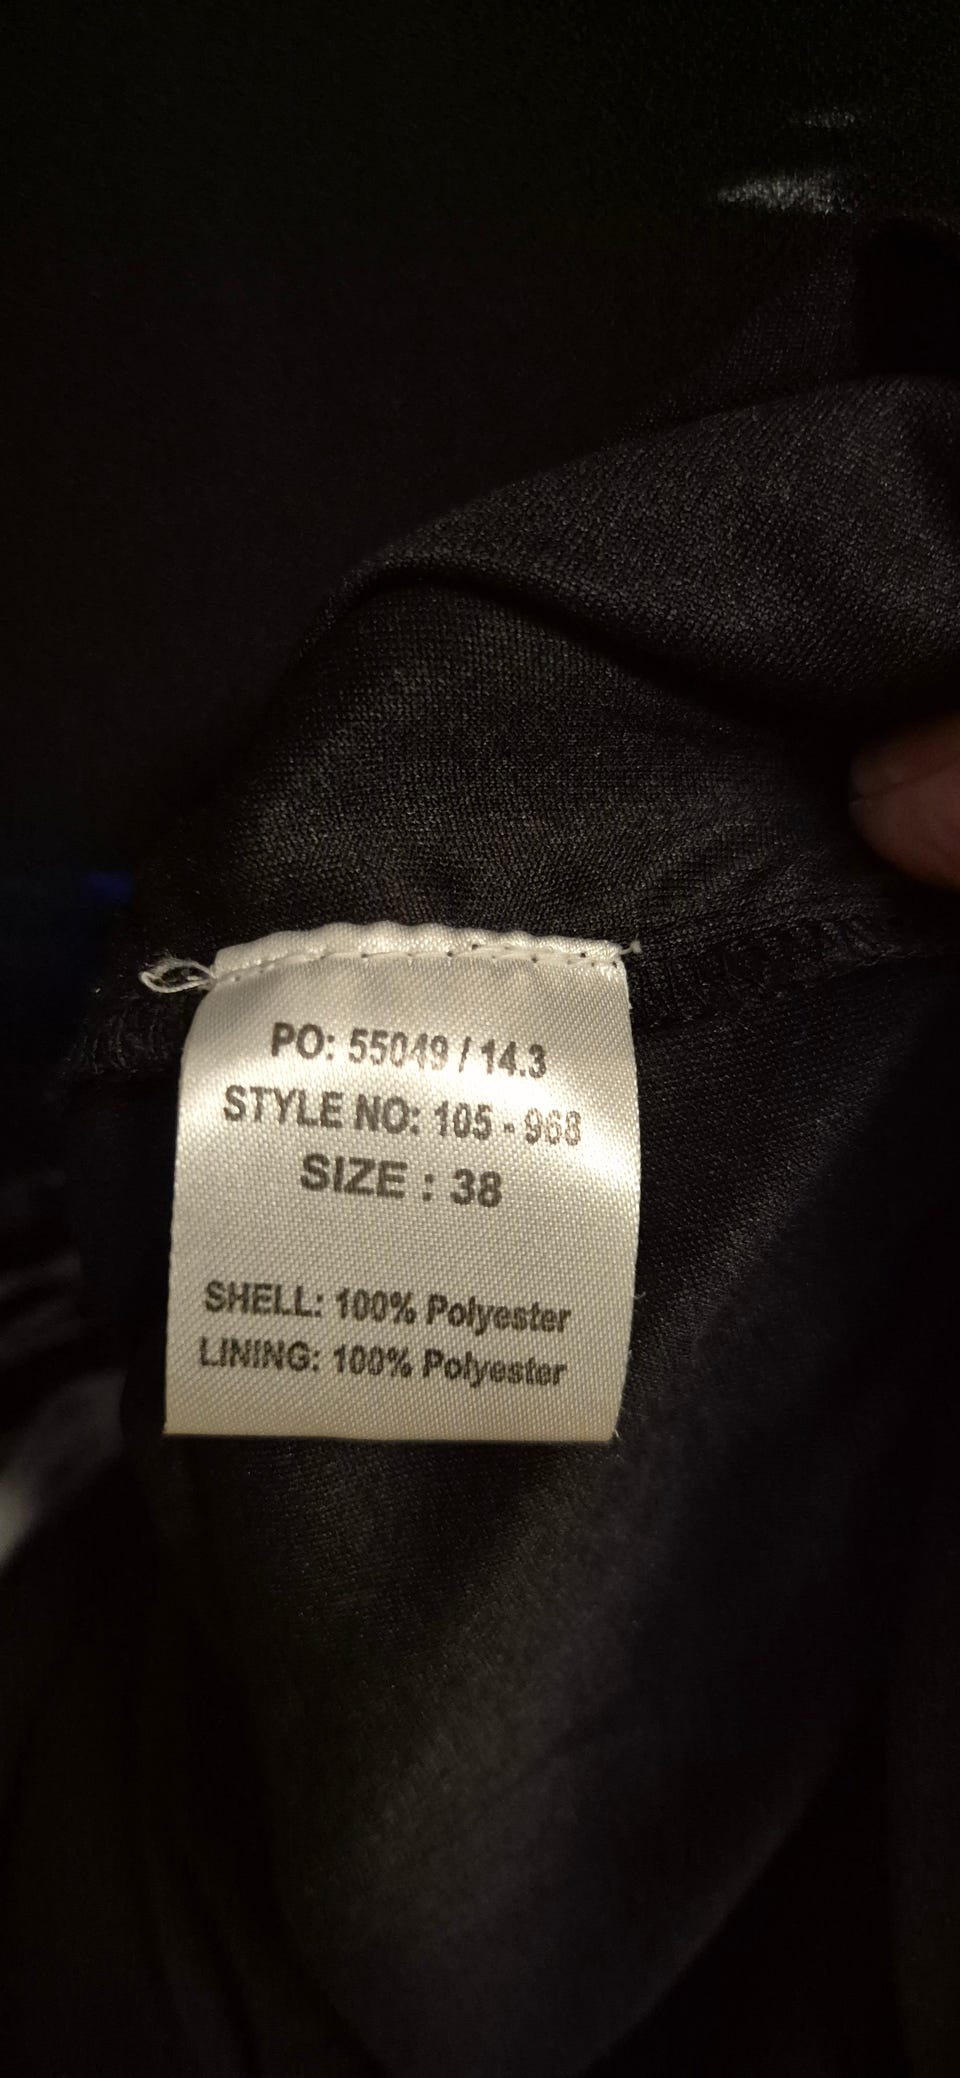 PO: 55049 / 14.3
STYLE NO: 105 - 968
SIZE : 38
SHELL: 100% Polyester
LINING: 100% Polyester